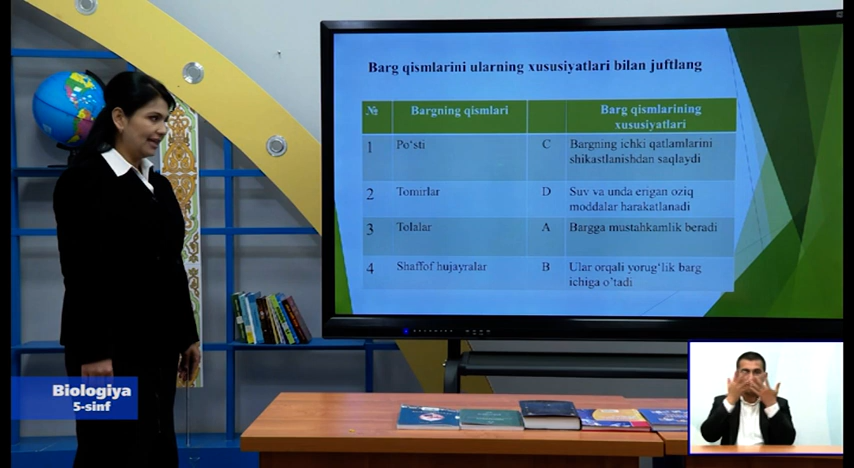 Barg qismlarini ularning xususiyatlari bilan juftlang
№ Bargning qismlari Barg qismlarining
xususiyatlari
1 Po‘sti C Bargning ichki qatlamlarini
shikastlanishdan saqlaydi
2 Tomirlar D Suv va unda erigan oziq
moddalar harakatlanadi
3 Tolalar A Bargga mustahkamlik beradi
4 Shaffof hujayralar B Ular orqali yorug‘lik barg
ichiga o’tadi
Biologiya
5-sinf